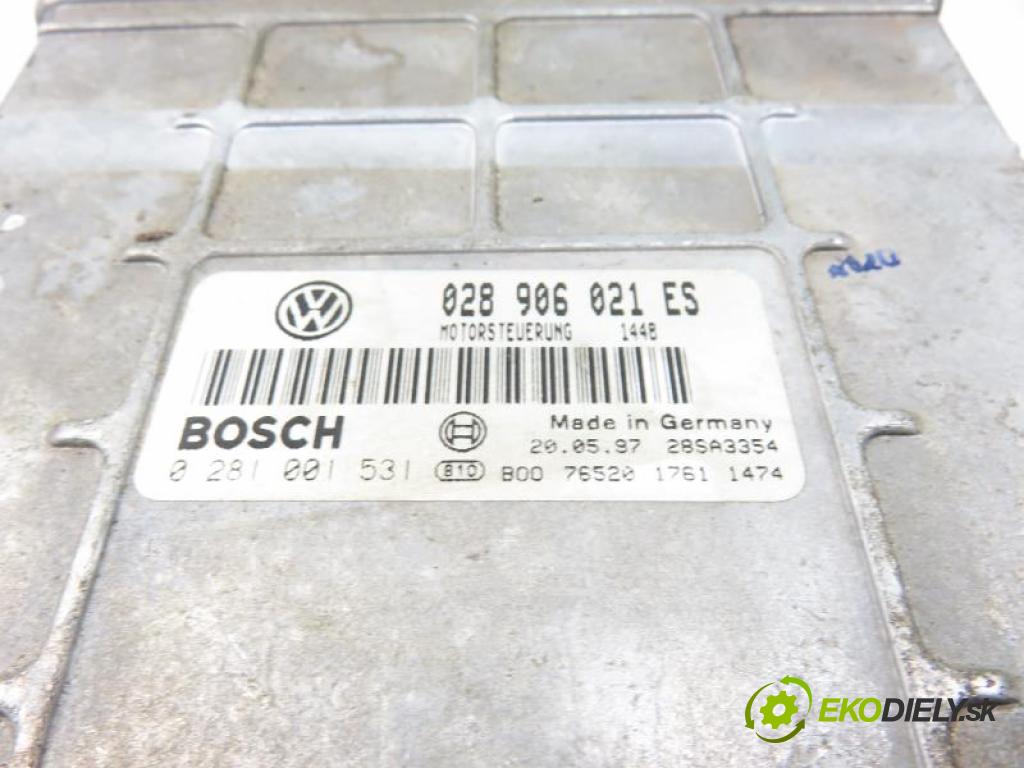 028 906 021 ES
MOTORSTEUERUNG 1448
BOSCH
Made in Germany
20.05.97 28SA3354
0 281 001 531 810 B00 76520 1761 1474
EKODIELY.SK